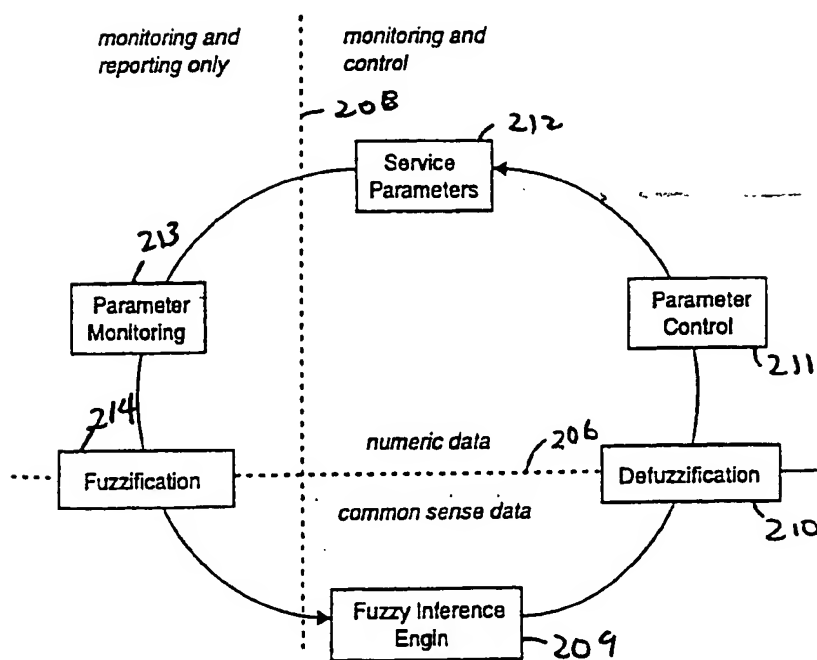 monitoring and
reporting only
monitoring and
control
208
212
Service
Parameters
213
Parameter
Monitoring
Parameter
Control
211
214
numeric data
206
Fuzzification
Defuzzification
common sense data
210
Fuzzy Inference
Engin
209